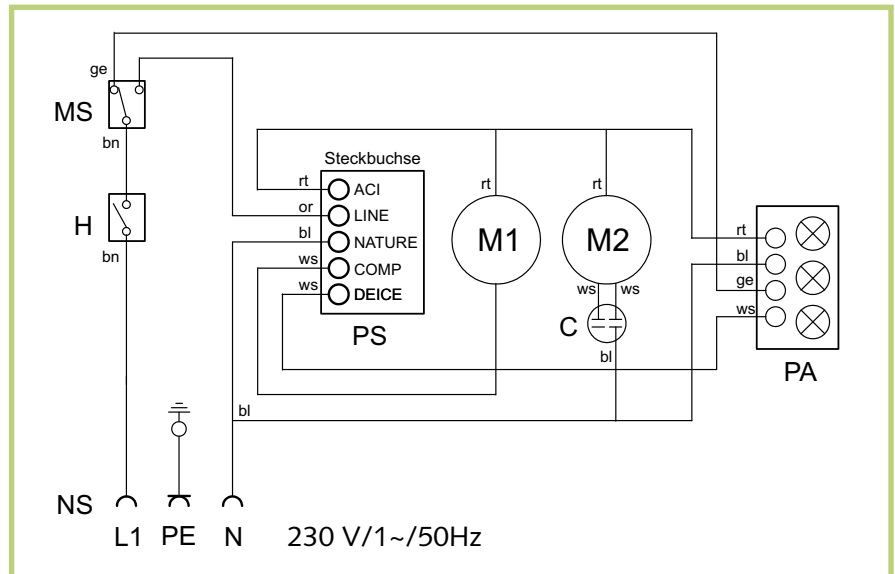 ge
MS
bn
H
bn
Steckbuchse
rt ACI
or LINE
bl NATURE
ws COMP
ws DEICE
PS
rt
M1
rt
M2
ws ws
C
bl
rt
bl
ge
ws
PA
bl
NS
L1 PE N 230 V/1~/50Hz